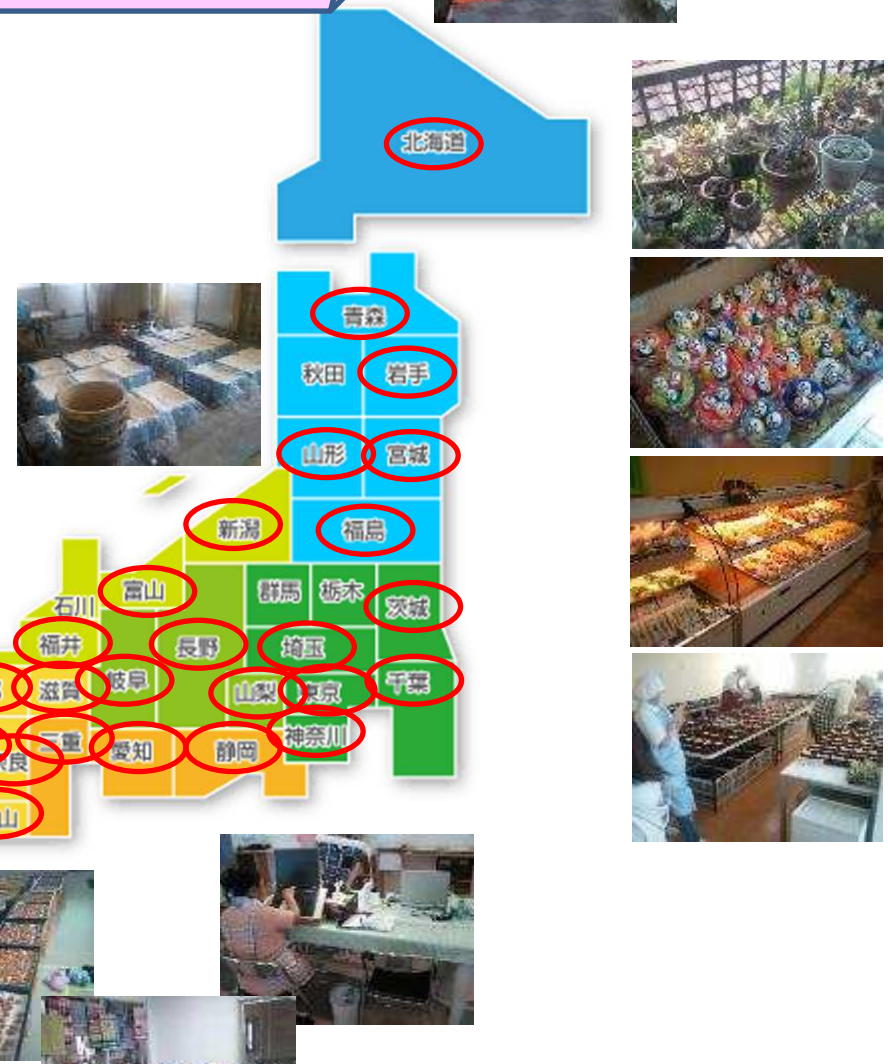 北海道
青森
秋田 岩手
山形 宮城
新潟 福島
富山 群馬 栃木 茨城
石川
福井 長野 埼玉
滋賀 岐阜 山梨 東京 千葉
三重 愛知 静岡 神奈川
良
山